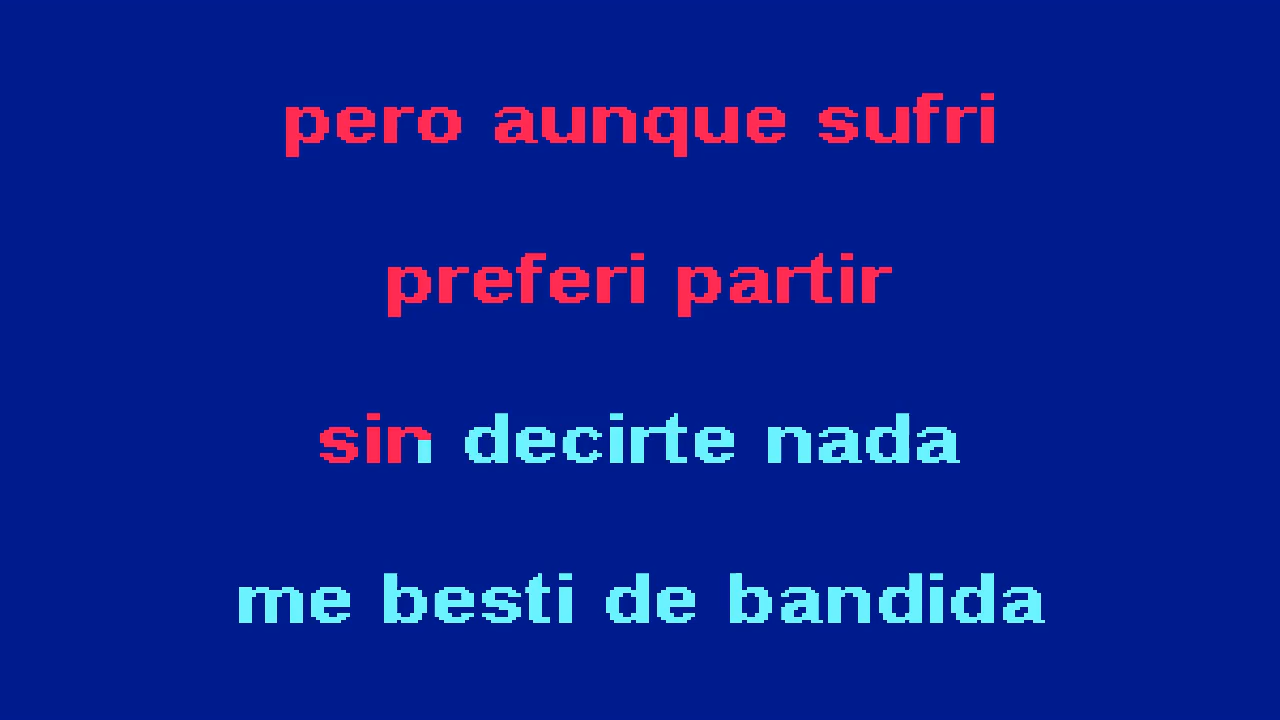 pero aunque sufri
preferi partir
sin decirte nada
me besti de bandida